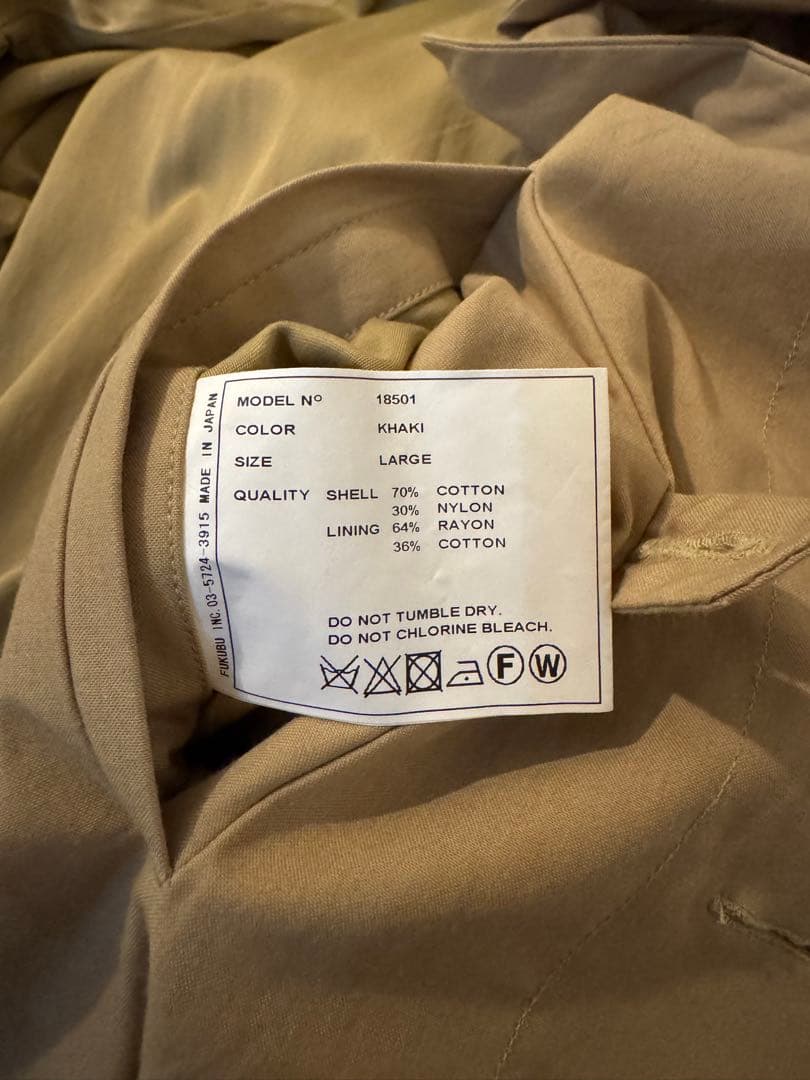 MODEL Nº 18501
COLOR KHAKI
SIZE LARGE
QUALITY SHELL 70% COTTON
30% NYLON
LINING 64% RAYON
36% COTTON
DO NOT TUMBLE DRY.
DO NOT CHLORINE BLEACH.
F W
FUKUBU INC. 03-5724-3915 MADE IN JAPAN